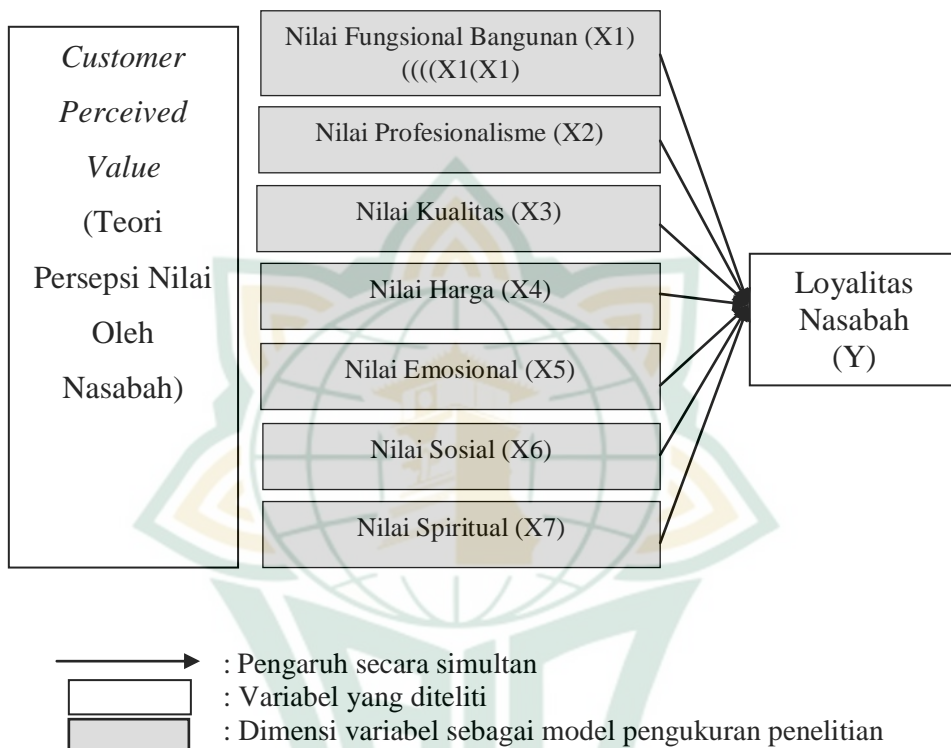 Customer
Perceived
Value
(Teori
Persepsi Nilai
Oleh
Nasabah)
Nilai Fungsional Bangunan (X1)
((((X1(X1)
Nilai Profesionalisme (X2)
Nilai Kualitas (X3)
Nilai Harga (X4)
Nilai Emosional (X5)
Nilai Sosial (X6)
Nilai Spiritual (X7)
Loyalitas
Nasabah
(Y)
: Pengaruh secara simultan
: Variabel yang diteliti
: Dimensi variabel sebagai model pengukuran penelitian